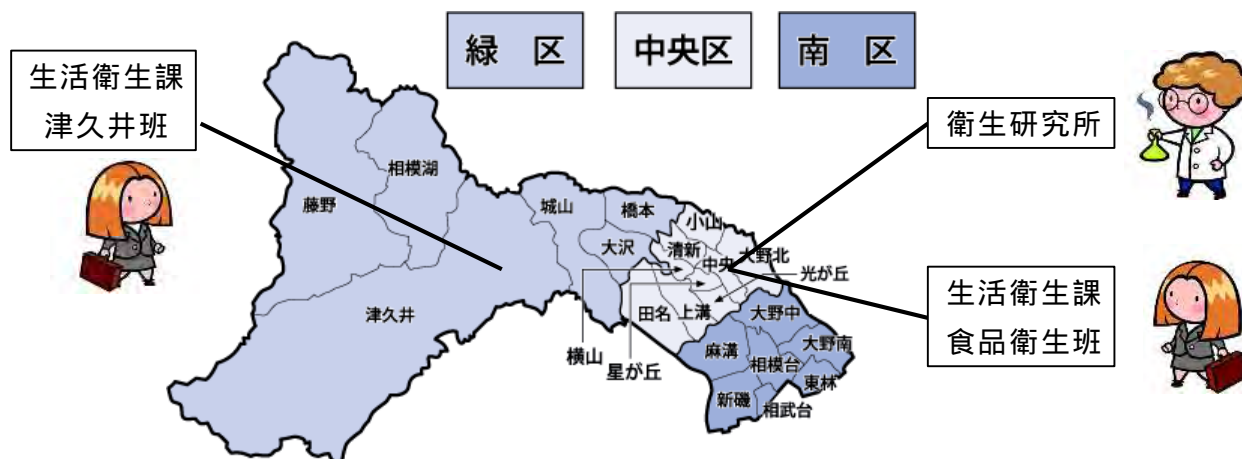 緑 区
中央区
南 区
生活衛生課
津久井班
衛生研究所
相模湖
藤野
城山
橋本
小山
大沢
清新
中央
大野北
光が丘
津久井
田名
上溝
大野中
横山
星が丘
麻溝
相模台
大野南
東林
新磯
相武台
生活衛生課
食品衛生班